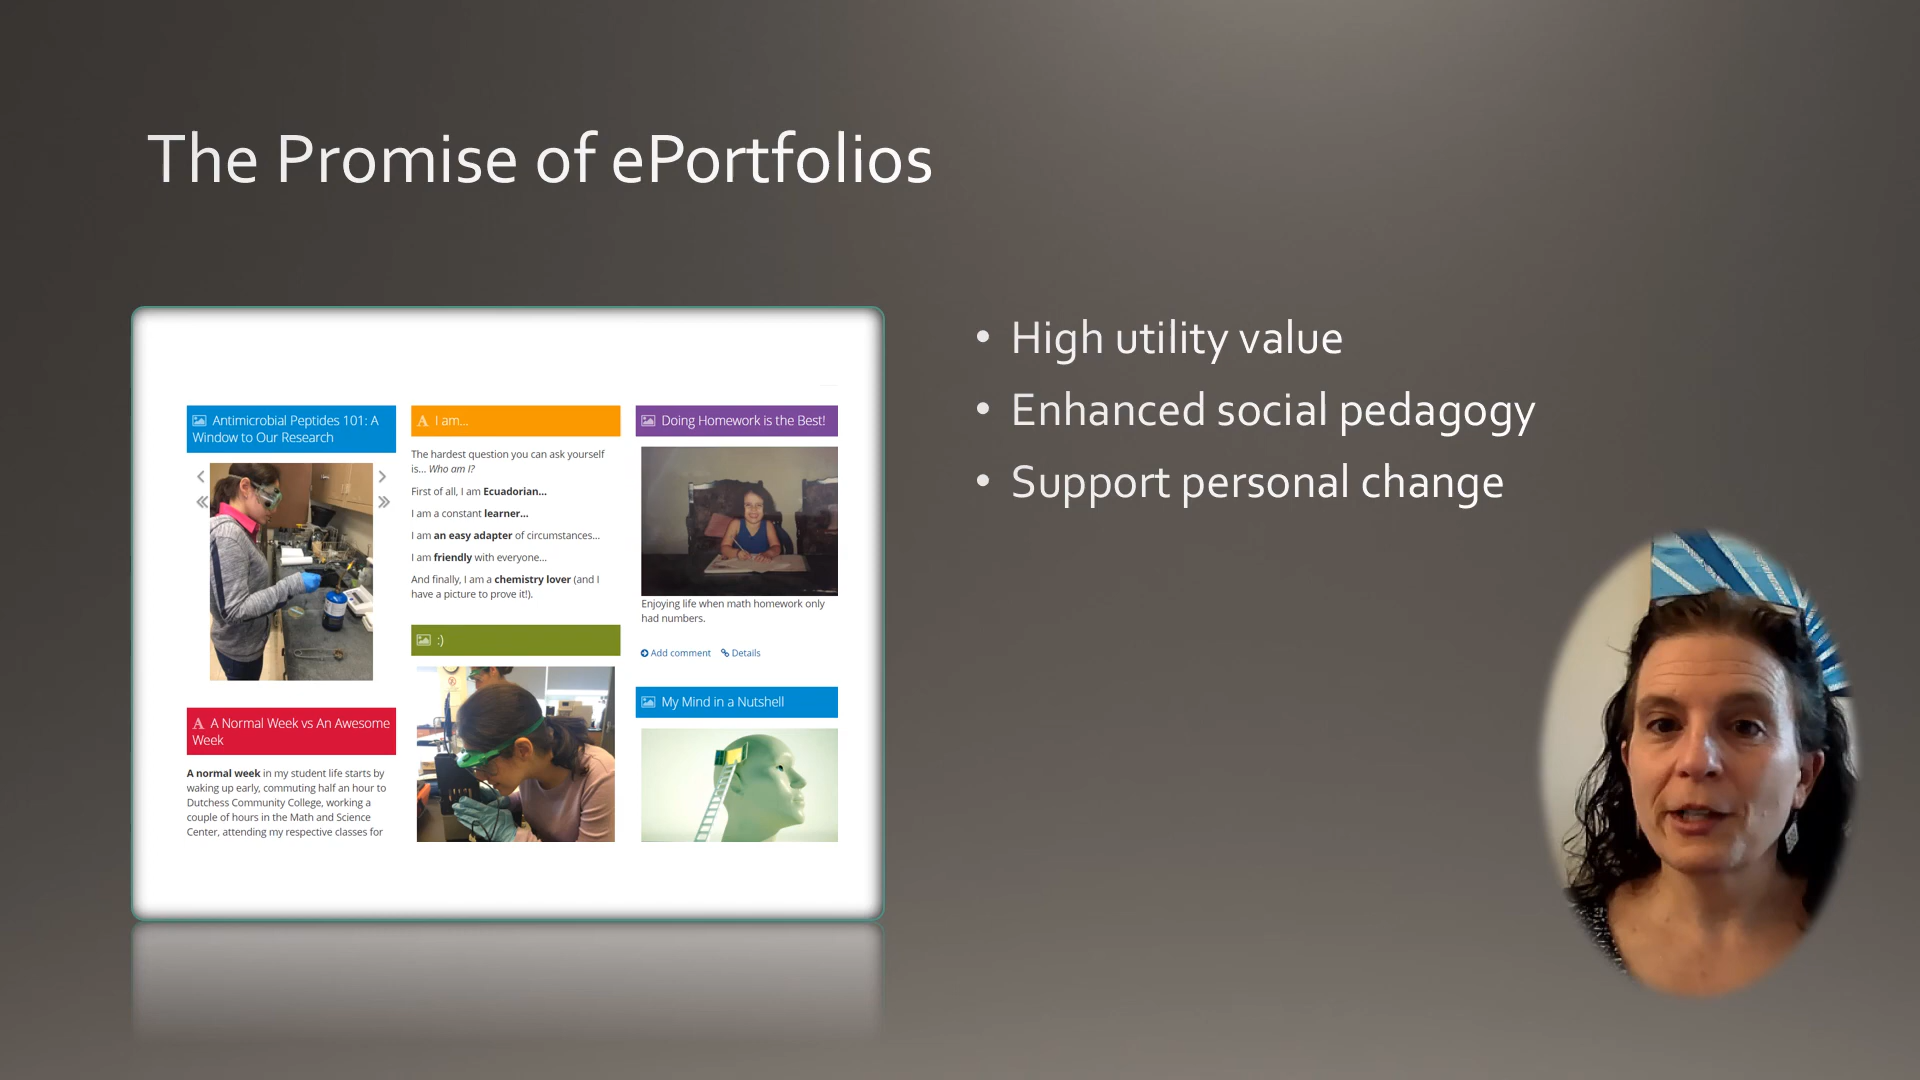 The Promise of ePortfolios
Antimicrobial Peptides 101: A
Window to Our Research
A Normal Week vs An Awesome
Week
A normal week in my student life starts by
waking up early, commuting half an hour to
Dutchess Community College, working a
couple of hours in the Math and Science
Center, attending my respective classes for
I am...
The hardest question you can ask yourself
is... Who am I?
First of all, I am Ecuadorian...
I am a constant learner...
I am an easy adapter of circumstances...
I am friendly with everyone...
And finally, I am a chemistry lover (and I
have a picture to prove it!).
:)
Doing Homework is the Best!
Enjoying life when math homework only
had numbers.
Add comment Details
My Mind in a Nutshell
• High utility value
• Enhanced social pedagogy
• Support personal change